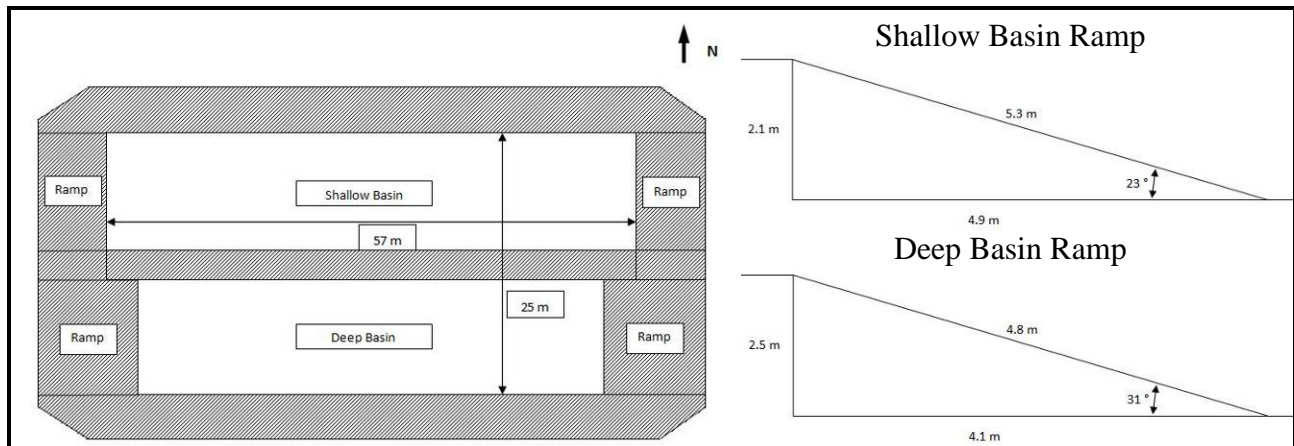 N
Ramp
Shallow Basin
Ramp
57 m
25 m
Ramp
Deep Basin
Ramp
Shallow Basin Ramp
2.1 m
5.3 m
23 °
4.9 m
Deep Basin Ramp
2.5 m
4.8 m
31 °
4.1 m